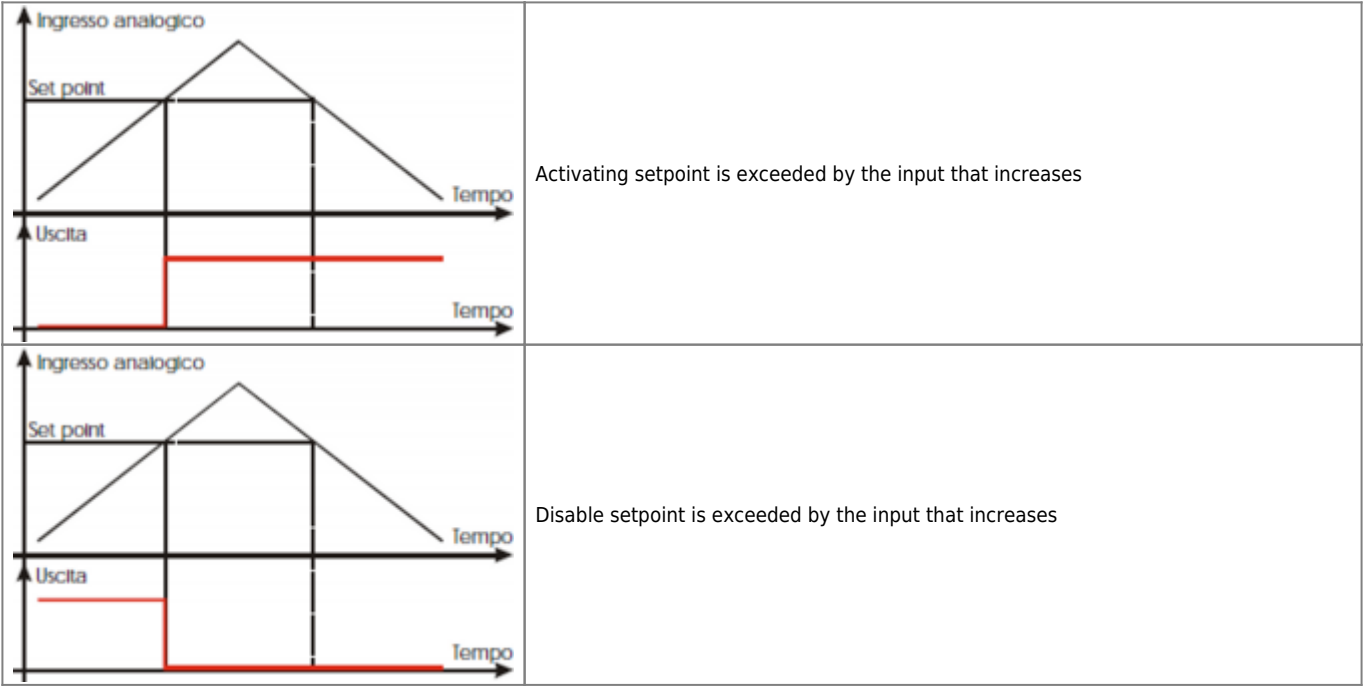 Ingresso analogico
Set point
Tempo
Uscita
Tempo
Activating setpoint is exceeded by the input that increases
Ingresso analogico
Set point
Tempo
Uscita
Tempo
Disable setpoint is exceeded by the input that increases